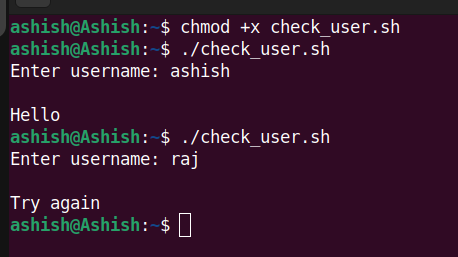 ashish@Ashish:~$ chmod +x check_user.sh
ashish@Ashish:~$ ./check_user.sh
Enter username: ashish
Hello
ashish@Ashish:~$ ./check_user.sh
Enter username: raj
Try again
ashish@Ashish:~$